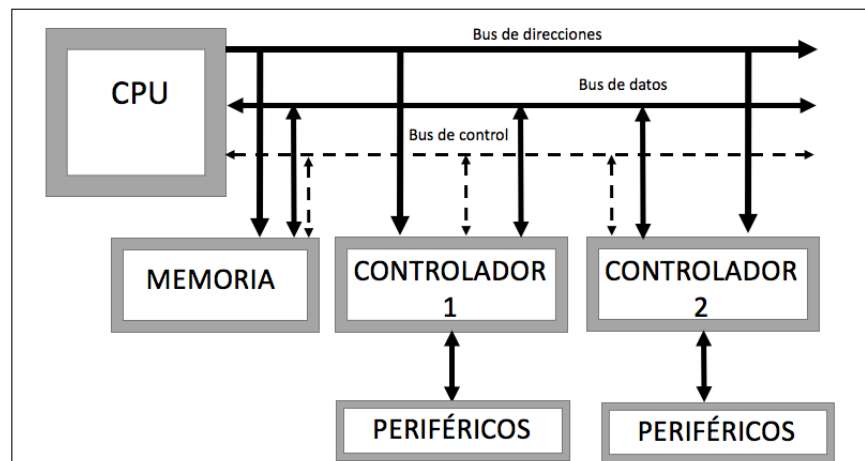 Bus de direcciones
CPU
Bus de datos
Bus de control
MEMORIA
CONTROLADOR
1
CONTROLADOR
2
PERIFÉRICOS
PERIFÉRICOS